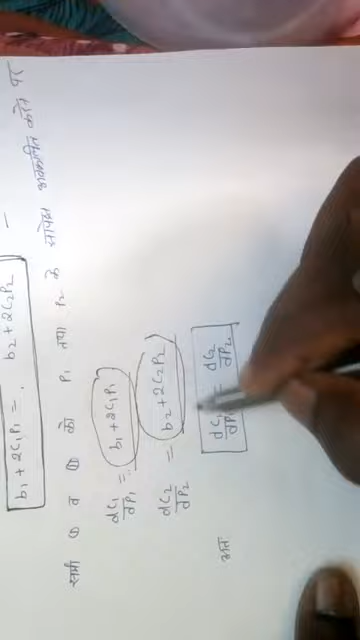 b₁ + 2C₁P₁ = b₂ + 2C₂P₂ —
समी ① व ② को P₁ तथा P₂ के सापेक्ष अवकलित करने पर
dC₁/dP₁ = b₁ + 2C₁P₁
dC₂/dP₂ = b₂ + 2C₂P₂
अतः dC₁/dP₁ = dC₂/dP₂